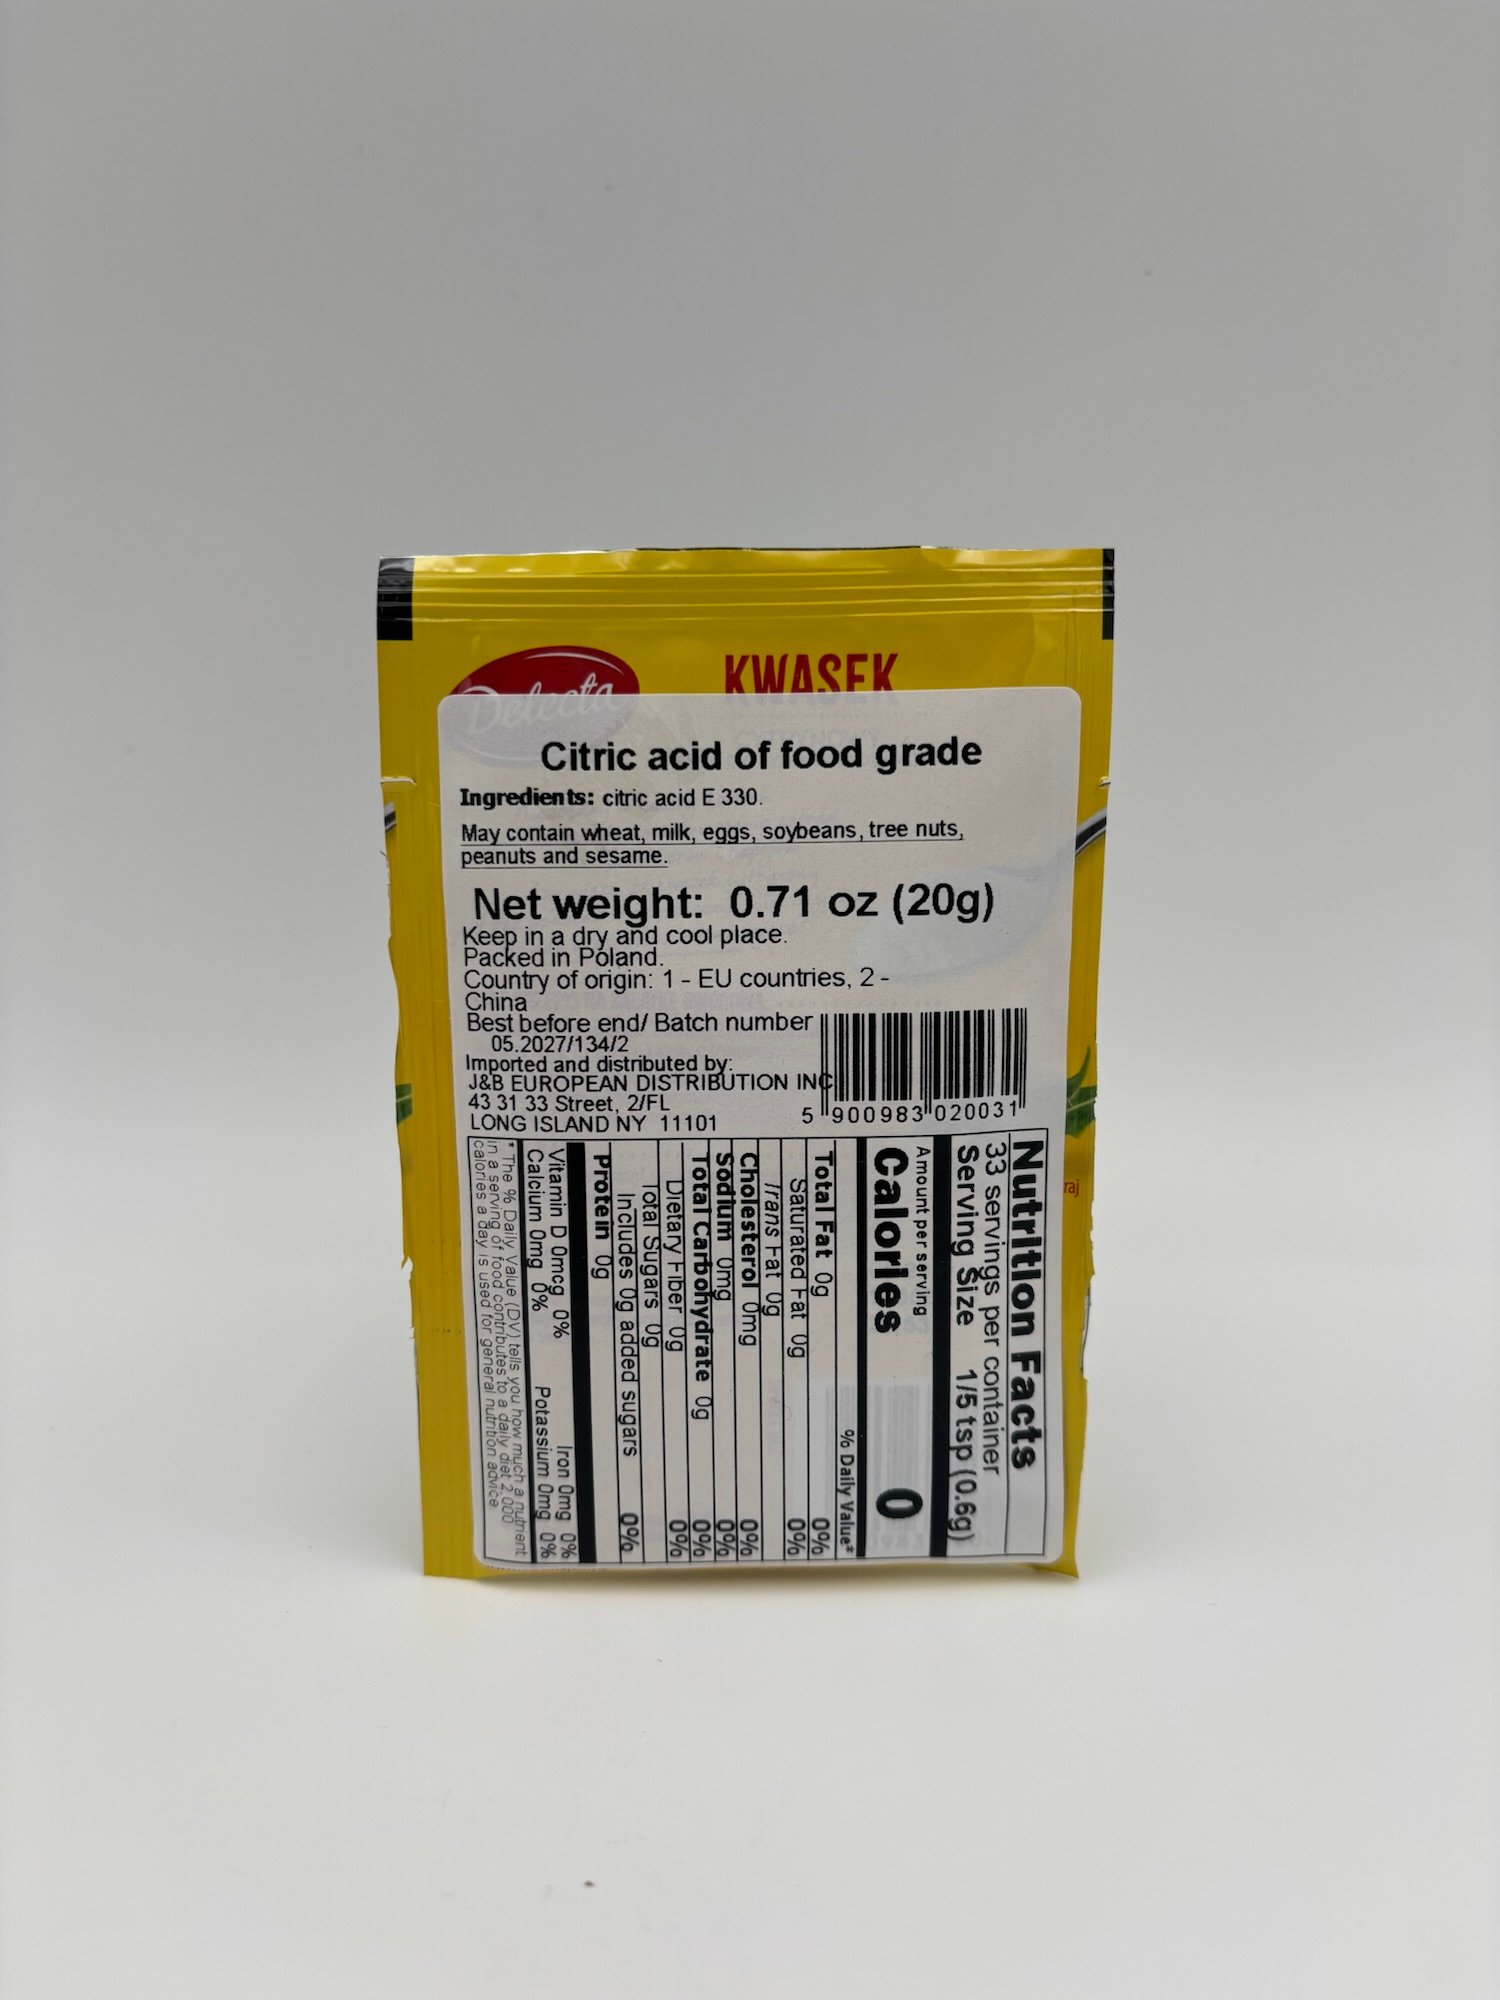 Delecta
KWASEK
Citric acid of food grade
Ingredients: citric acid E 330.
May contain wheat, milk, eggs, soybeans, tree nuts,
peanuts and sesame.
Net weight: 0.71 oz (20g)
Keep in a dry and cool place.
Packed in Poland.
Country of origin: 1 - EU countries, 2 -
China
Best before end/ Batch number
05.2027/134/2
Imported and distributed by:
J&B EUROPEAN DISTRIBUTION INC
43 31 33 Street, 2/FL
LONG ISLAND NY 11101
5 900983 020031
Nutrition Facts
33 servings per container
Serving Size 1/5 tsp (0.6g)
Amount per serving
Calories 0
% Daily Value*
Total Fat 0g 0%
Saturated Fat 0g 0%
Trans Fat 0g
Cholesterol 0mg 0%
Sodium 0mg 0%
Total Carbohydrate 0g 0%
Dietary Fiber 0g 0%
Total Sugars 0g
Includes 0g added sugars 0%
Protein 0g
Vitamin D 0mcg 0% Iron 0mg 0%
Calcium 0mg 0% Potassium 0mg 0%
* The % Daily Value (DV) tells you how much a nutrient
in a serving of food contributes to a daily diet 2,000
calories a day is used for general nutrition advice.
raj